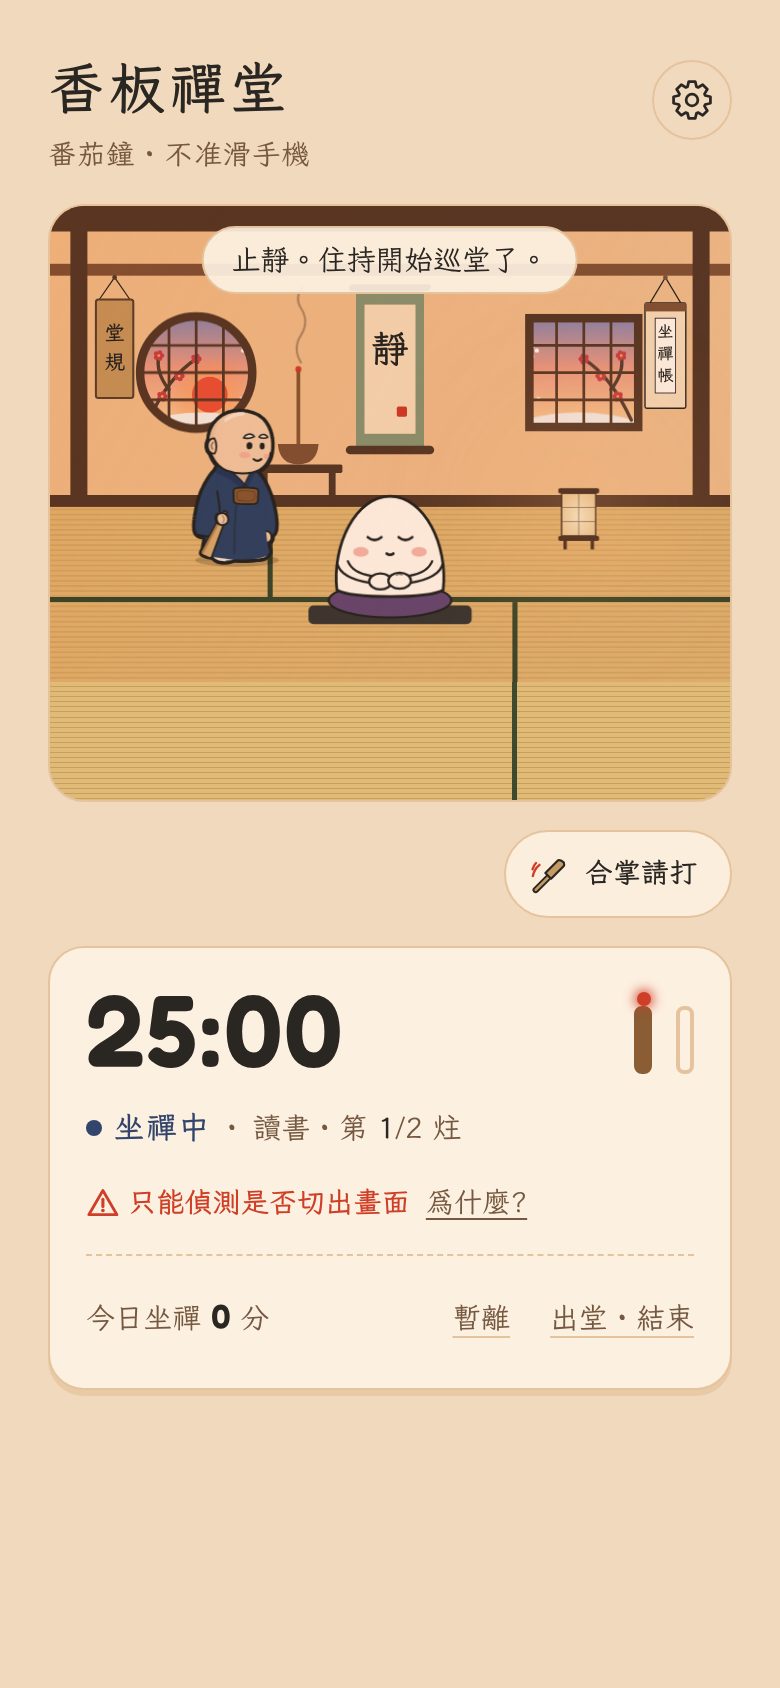 香板禪堂
番茄鐘・不准滑手機
止靜。住持開始巡堂了。
堂規
靜
坐禪帳
合掌請打
25:00
坐禪中・讀書・第 1/2 炷
只能偵測是否切出畫面 為什麼?
今日坐禪 0 分 暫離 出堂・結束